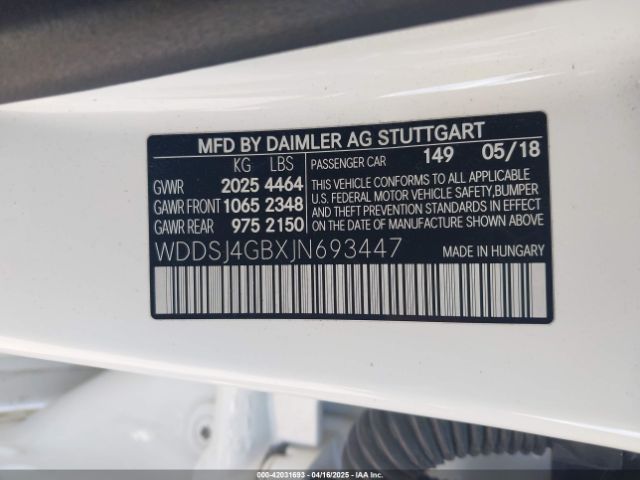 MFD BY DAIMLER AG STUTTGART
KG LBS
GVWR 2025 4464
GAWR FRONT 1065 2348
GAWR REAR 975 2150
PASSENGER CAR 149 05/18
THIS VEHICLE CONFORMS TO ALL APPLICABLE
U.S. FEDERAL MOTOR VEHICLE SAFETY, BUMPER
AND THEFT PREVENTION STANDARDS IN EFFECT
ON THE DATE OF MANUFACTURE SHOWN ABOVE.
WDDSJ4GBXJN693447 MADE IN HUNGARY
000-42031693 - 04/16/2025 - IAAI.COM